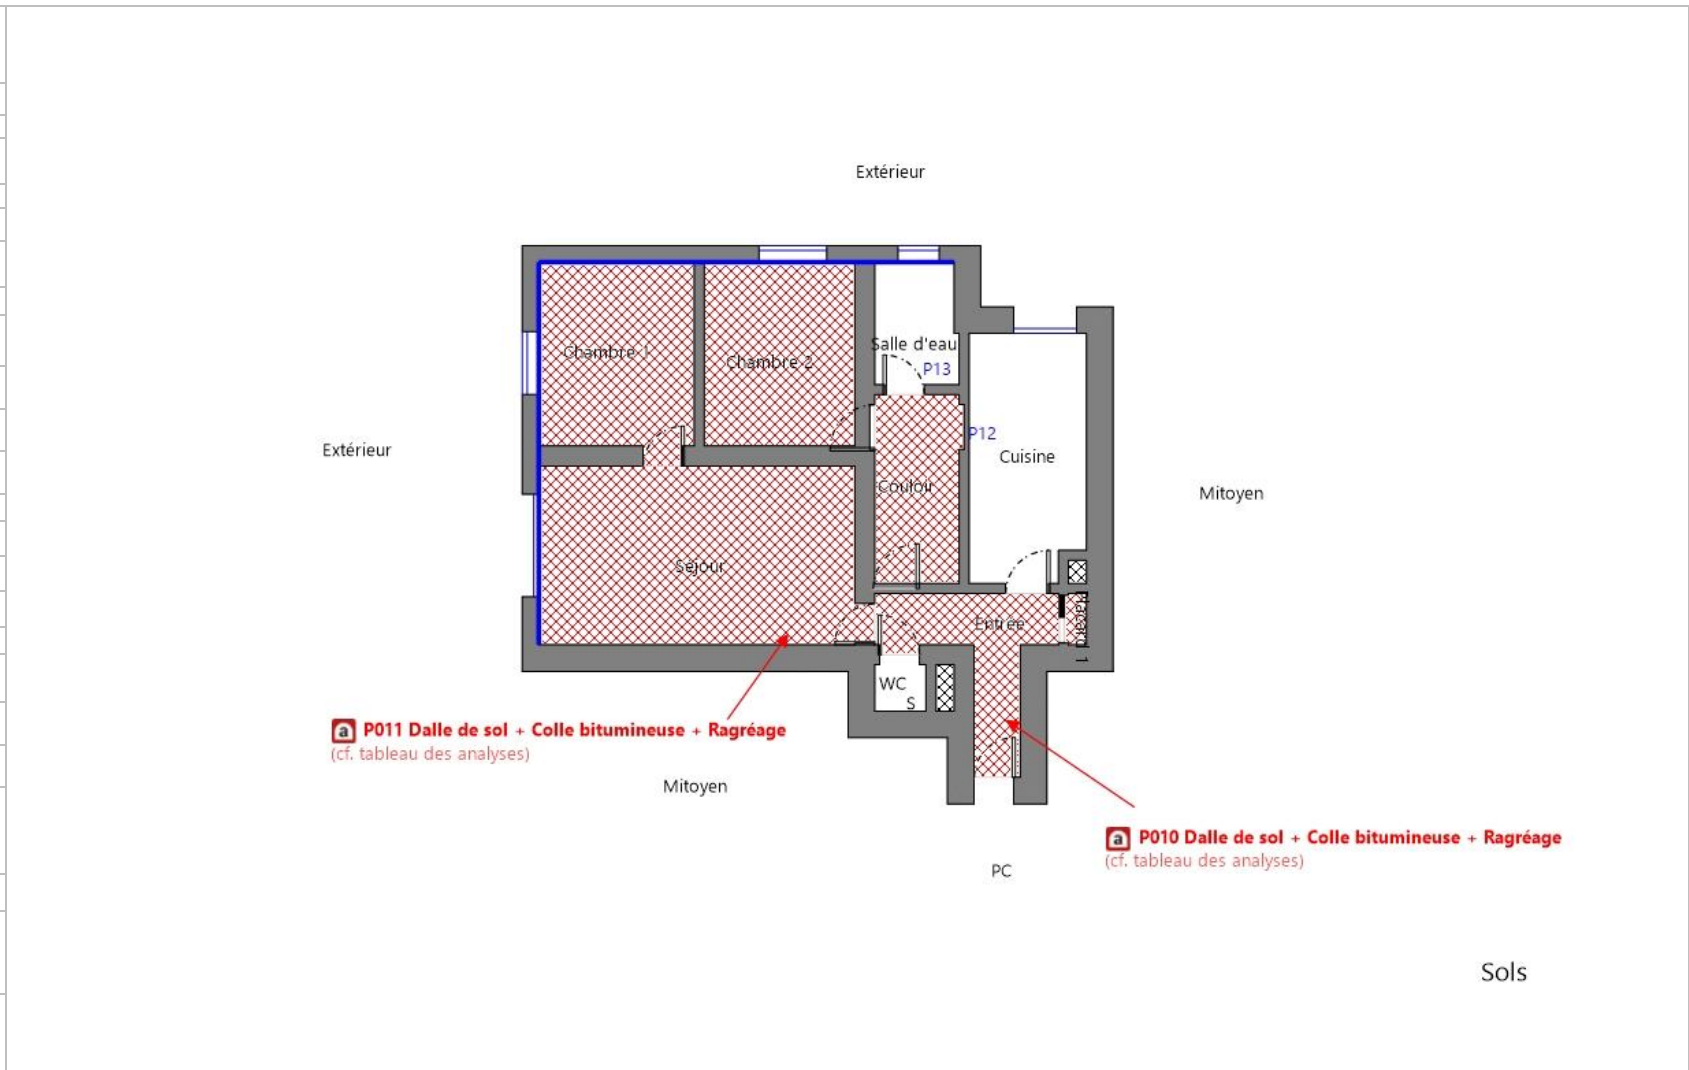 Extérieur
Salle d'eau
Chambre 1
Chambre 2
P13
P12
Extérieur
Cuisine
Couloir
Mitoyen
Séjour
Entrée
Placard 1
WC
S
a P011 Dalle de sol + Colle bitumineuse + Ragréage
(cf. tableau des analyses)
Mitoyen
a P010 Dalle de sol + Colle bitumineuse + Ragréage
(cf. tableau des analyses)
PC
Sols